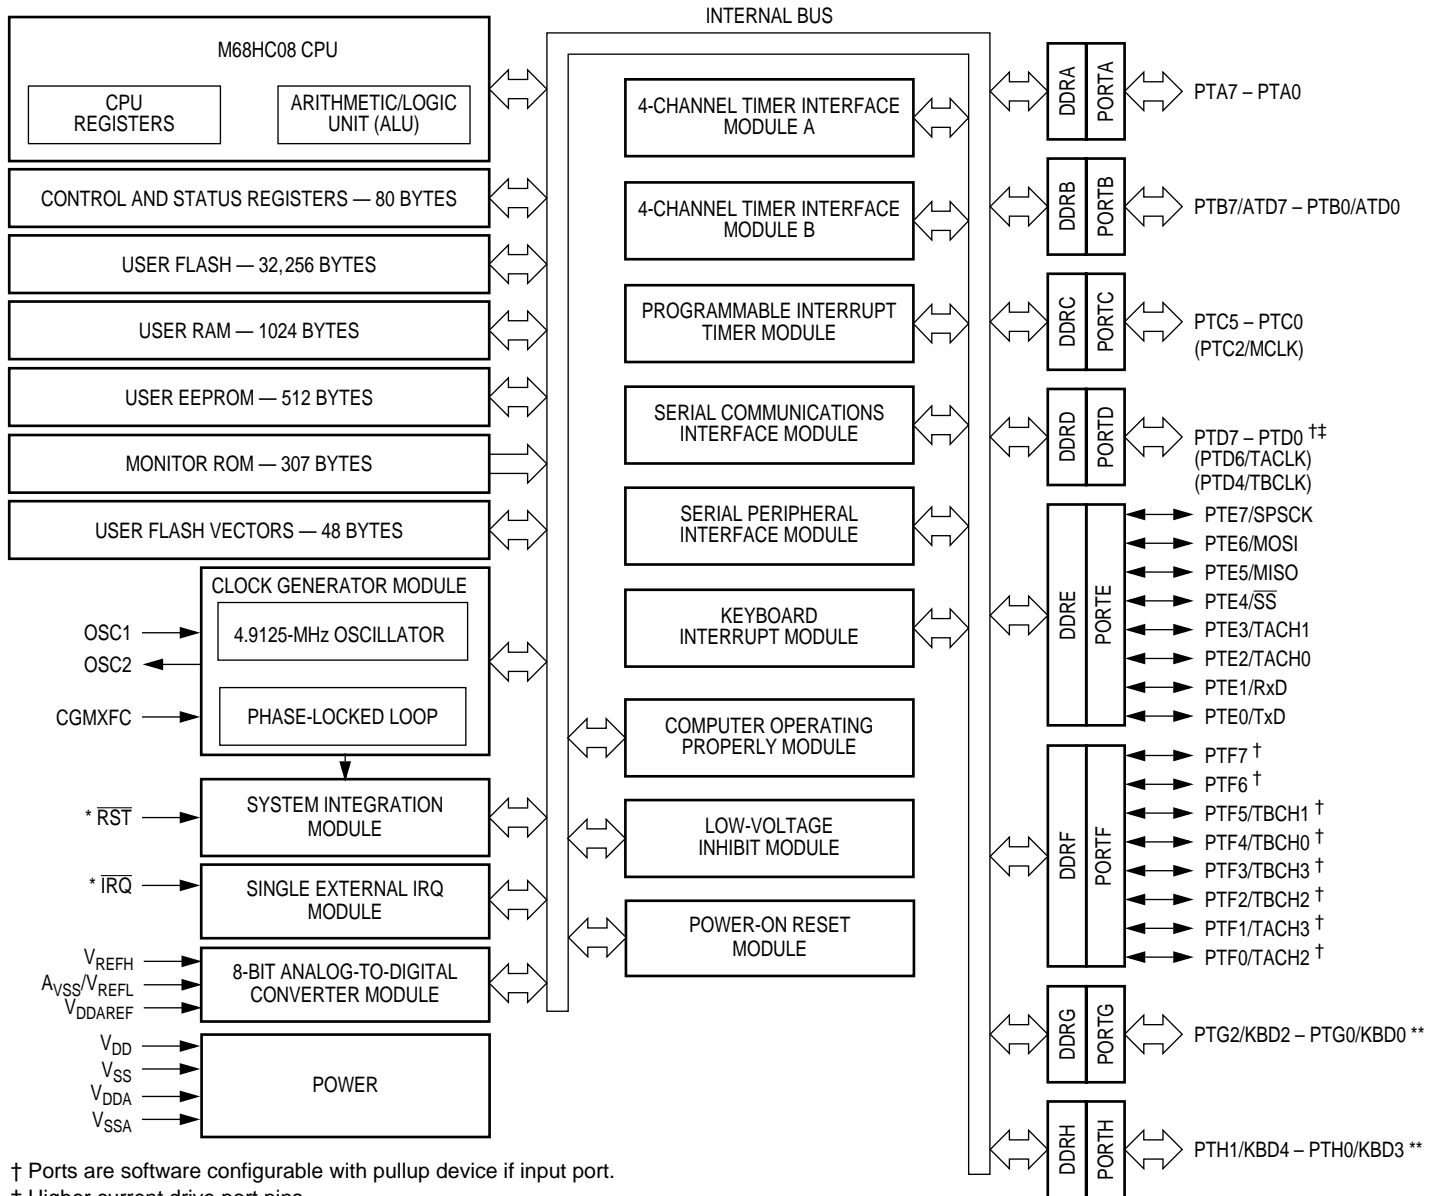 INTERNAL BUS
M68HC08 CPU
CPU
REGISTERS
ARITHMETIC/LOGIC
UNIT (ALU)
CONTROL AND STATUS REGISTERS — 80 BYTES
USER FLASH — 32,256 BYTES
USER RAM — 1024 BYTES
USER EEPROM — 512 BYTES
MONITOR ROM — 307 BYTES
USER FLASH VECTORS — 48 BYTES
CLOCK GENERATOR MODULE
4.9125-MHz OSCILLATOR
PHASE-LOCKED LOOP
OSC1
OSC2
CGMXFC
SYSTEM INTEGRATION
MODULE
* R̅S̅T̅
SINGLE EXTERNAL IRQ
MODULE
* I̅R̅Q̅
8-BIT ANALOG-TO-DIGITAL
CONVERTER MODULE
VREFH
AVSS/VREFL
VDDAREF
POWER
VDD
VSS
VDDA
VSSA
4-CHANNEL TIMER INTERFACE
MODULE A
4-CHANNEL TIMER INTERFACE
MODULE B
PROGRAMMABLE INTERRUPT
TIMER MODULE
SERIAL COMMUNICATIONS
INTERFACE MODULE
SERIAL PERIPHERAL
INTERFACE MODULE
KEYBOARD
INTERRUPT MODULE
COMPUTER OPERATING
PROPERLY MODULE
LOW-VOLTAGE
INHIBIT MODULE
POWER-ON RESET
MODULE
DDRA
PORTA
PTA7 – PTA0
DDRB
PORTB
PTB7/ATD7 – PTB0/ATD0
DDRC
PORTC
PTC5 – PTC0
(PTC2/MCLK)
DDRD
PORTD
PTD7 – PTD0 †‡
(PTD6/TACLK)
(PTD4/TBCLK)
DDRE
PORTE
PTE7/SPSCK
PTE6/MOSI
PTE5/MISO
PTE4/S̅S̅
PTE3/TACH1
PTE2/TACH0
PTE1/RxD
PTE0/TxD
DDRF
PORTF
PTF7 †
PTF6 †
PTF5/TBCH1 †
PTF4/TBCH0 †
PTF3/TBCH3 †
PTF2/TBCH2 †
PTF1/TACH3 †
PTF0/TACH2 †
DDRG
PORTG
PTG2/KBD2 – PTG0/KBD0 **
DDRH
PORTH
PTH1/KBD4 – PTH0/KBD3 **
† Ports are software configurable with pullup device if input port.
‡ Higher current drive port pins